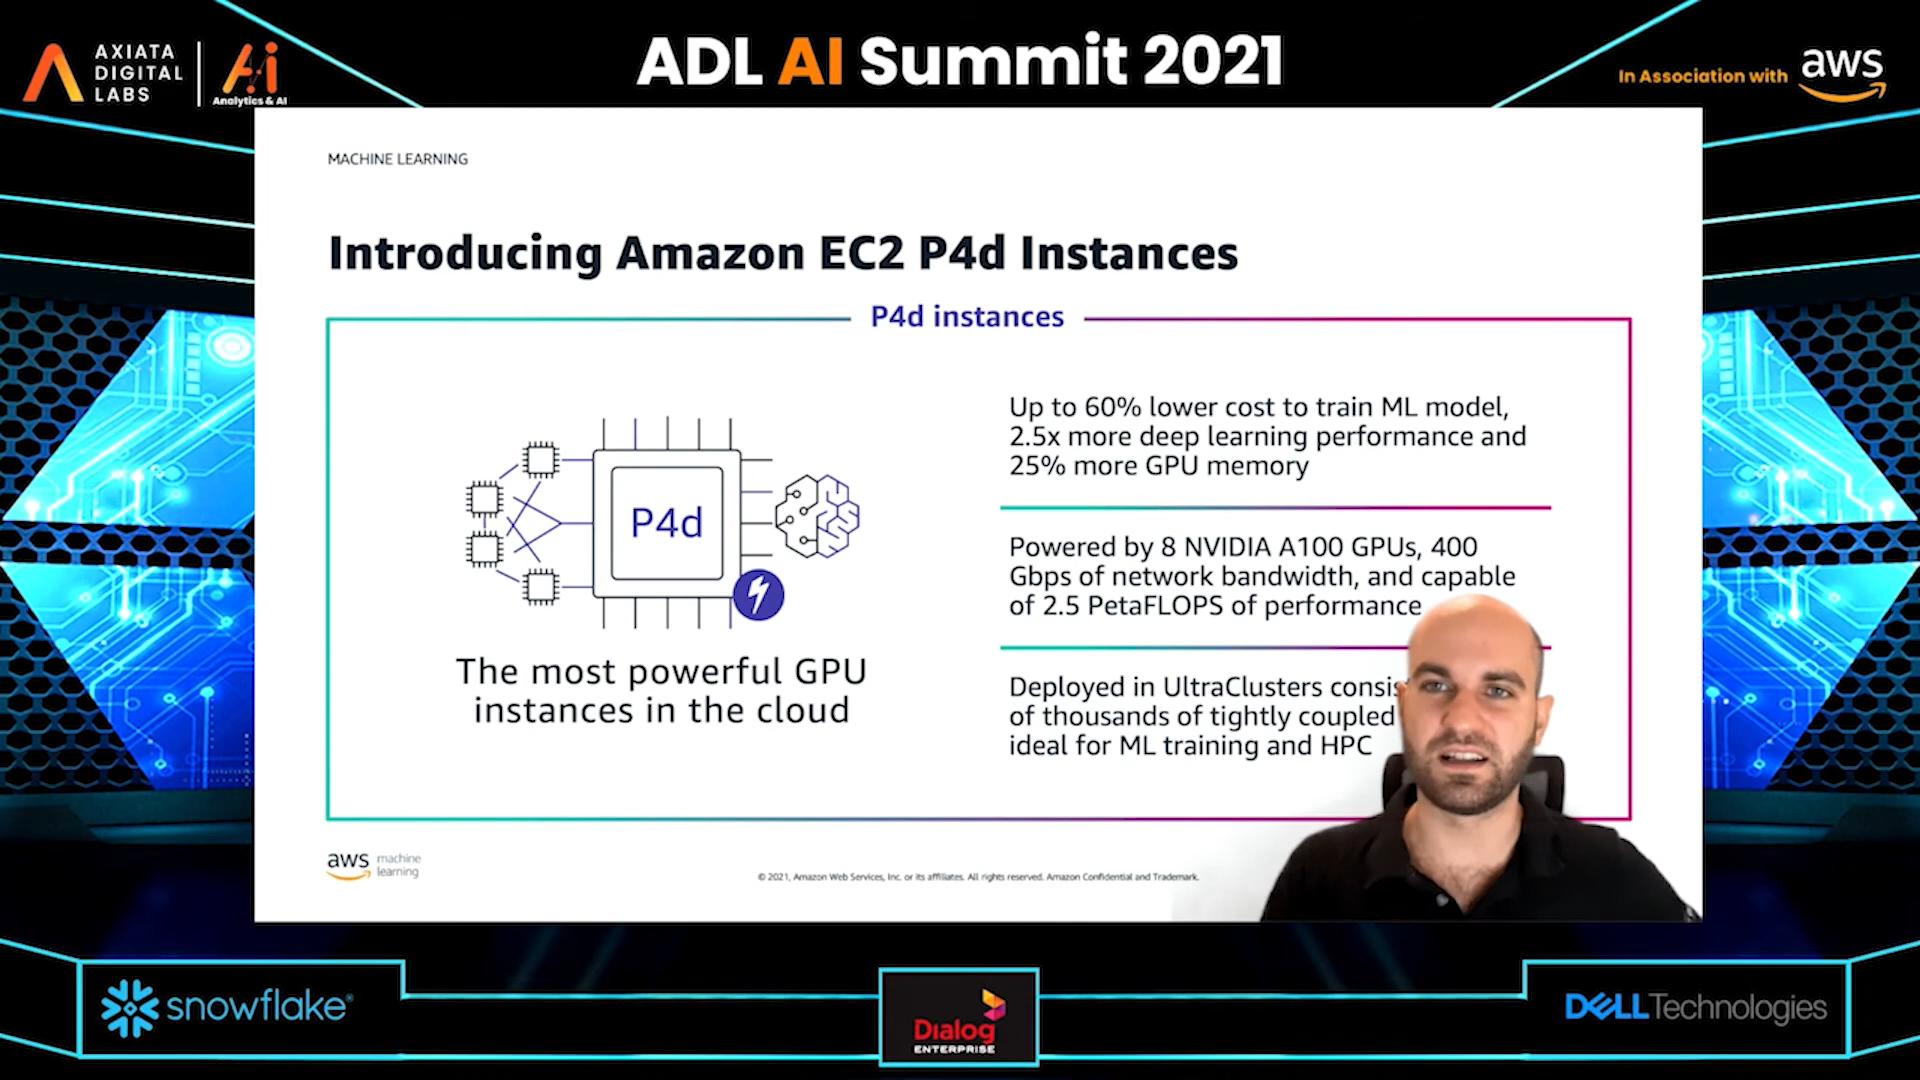 AXIATA
DIGITAL
LABS
Analytics & AI
ADL AI Summit 2021
In Association with aws
MACHINE LEARNING
Introducing Amazon EC2 P4d Instances
P4d instances
P4d
The most powerful GPU
instances in the cloud
Up to 60% lower cost to train ML model,
2.5x more deep learning performance and
25% more GPU memory
Powered by 8 NVIDIA A100 GPUs, 400
Gbps of network bandwidth, and capable
of 2.5 PetaFLOPS of performance
Deployed in UltraClusters
of thousands of tightly coupled
ideal for ML training and HPC
aws machine
learning
© 2021, Amazon Web Services, Inc. or its affiliates. All rights reserved. Amazon Confidential and Trademark.
snowflake®
Dialog
ENTERPRISE
DELL Technologies